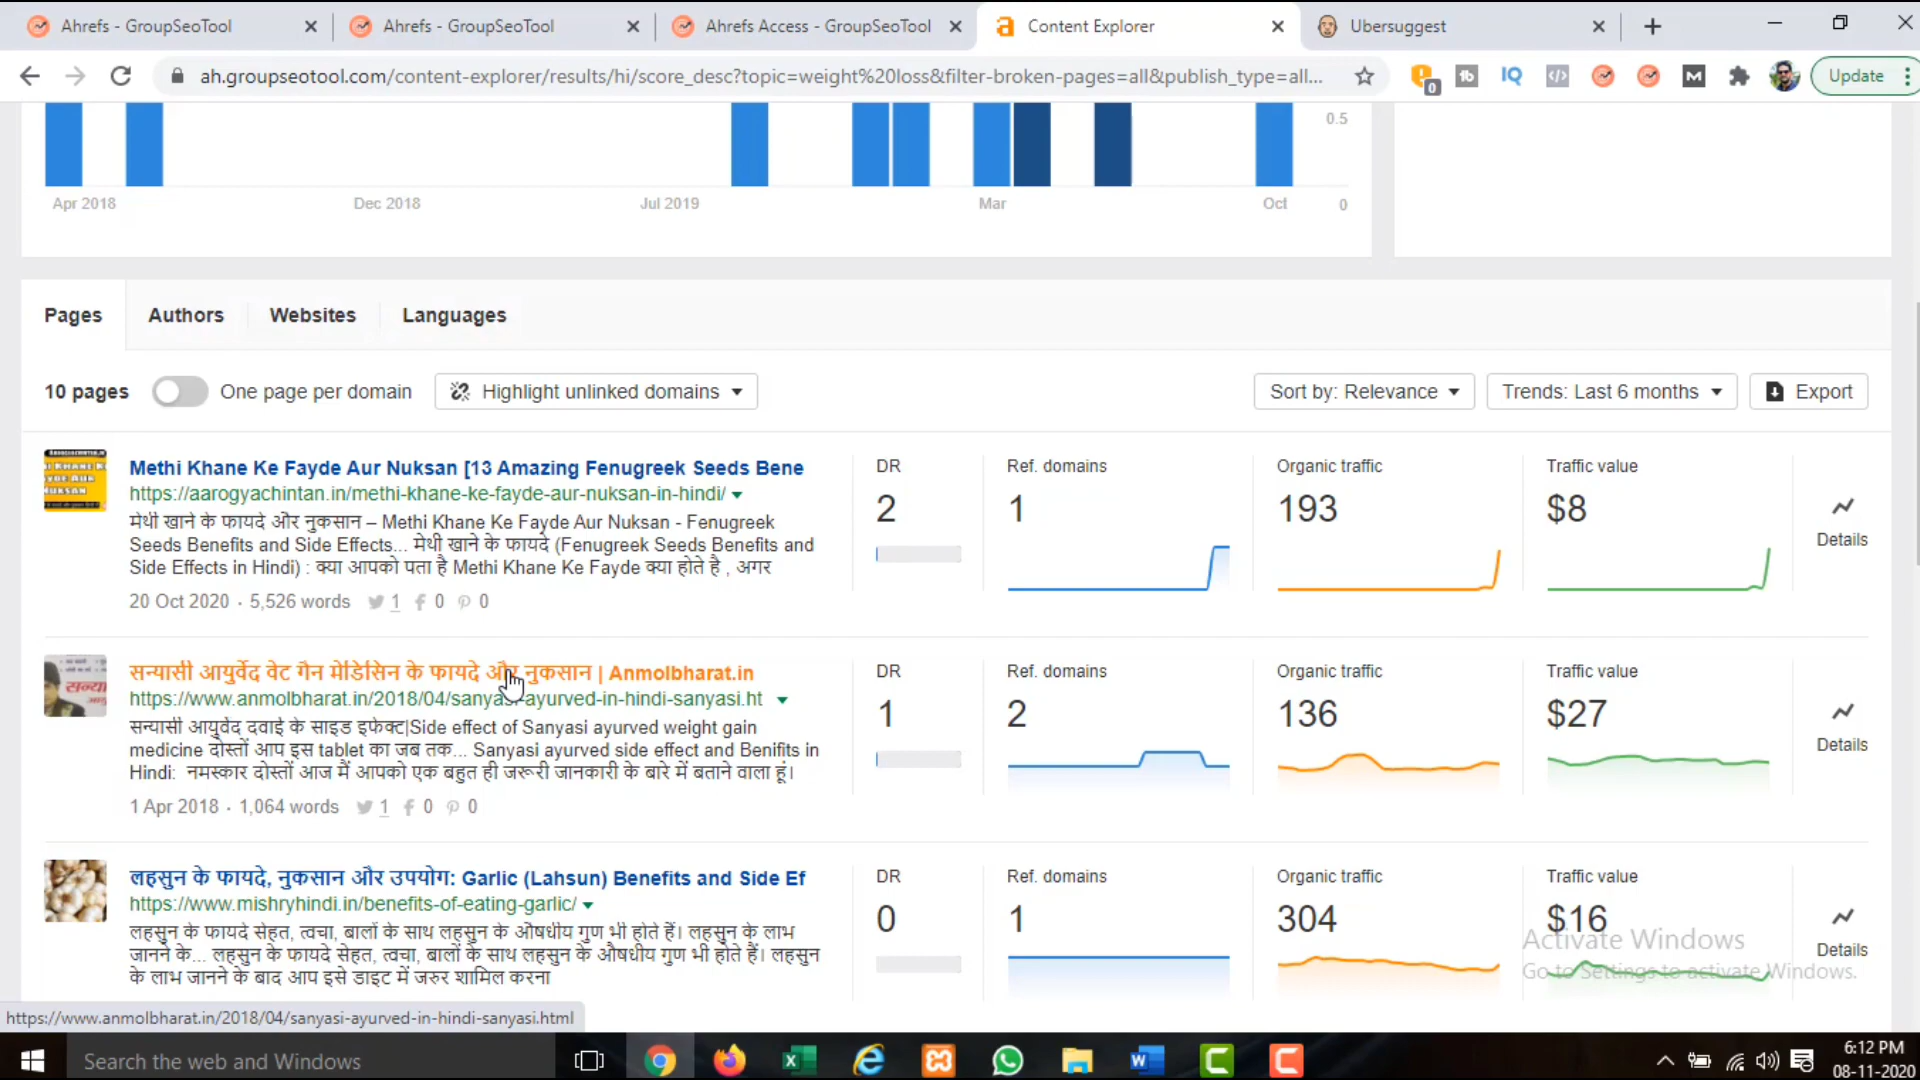 Ahrefs - GroupSeoTool
Ahrefs - GroupSeoTool
Ahrefs Access - GroupSeoTool
Content Explorer
Ubersuggest
ah.groupseotool.com/content-explorer/results/hi/score_desc?topic=weight%20loss&filter-broken-pages=all&publish_type=all...
0
Update
0.5
Apr 2018
Dec 2018
Jul 2019
Mar
Oct
0
Pages
Authors
Websites
Languages
10 pages
One page per domain
Highlight unlinked domains
Sort by: Relevance
Trends: Last 6 months
Export
Methi Khane Ke Fayde Aur Nuksan [13 Amazing Fenugreek Seeds Bene
https://aarogyachintan.in/methi-khane-ke-fayde-aur-nuksan-in-hindi/
मेथी खाने के फायदे और नुकसान – Methi Khane Ke Fayde Aur Nuksan - Fenugreek
Seeds Benefits and Side Effects... मेथी खाने के फायदे (Fenugreek Seeds Benefits and
Side Effects in Hindi) : क्या आपको पता है Methi Khane Ke Fayde क्या होते है , अगर
20 Oct 2020 · 5,526 words 1 0 0
DR
2
Ref. domains
1
Organic traffic
193
Traffic value
$8
Details
सन्यासी आयुर्वेद वेट गैन मेडिसिन के फायदे और नुकसान | Anmolbharat.in
https://www.anmolbharat.in/2018/04/sanyasi-ayurved-in-hindi-sanyasi.ht
सन्यासी आयुर्वेद दवाई के साइड इफेक्ट|Side effect of Sanyasi ayurved weight gain
medicine दोस्तों आप इस tablet का जब तक... Sanyasi ayurved side effect and Benifits in
Hindi: नमस्कार दोस्तों आज मैं आपको एक बहुत ही जरूरी जानकारी के बारे में बताने वाला हूं।
1 Apr 2018 · 1,064 words 1 0 0
DR
1
Ref. domains
2
Organic traffic
136
Traffic value
$27
Details
लहसुन के फायदे, नुकसान और उपयोग: Garlic (Lahsun) Benefits and Side Ef
https://www.mishryhindi.in/benefits-of-eating-garlic/
लहसुन के फायदे सेहत, त्वचा, बालों के साथ लहसुन के औषधीय गुण भी होते हैं। लहसुन के लाभ
जानने के... लहसुन के फायदे सेहत, त्वचा, बालों के साथ लहसुन के औषधीय गुण भी होते हैं। लहसुन
के लाभ जानने के बाद आप इसे डाइट में जरुर शामिल करना
DR
0
Ref. domains
1
Organic traffic
304
Traffic value
$16
Details
Activate Windows
Go to Settings to activate Windows.
https://www.anmolbharat.in/2018/04/sanyasi-ayurved-in-hindi-sanyasi.html
Search the web and Windows
6:12 PM
08-11-2020